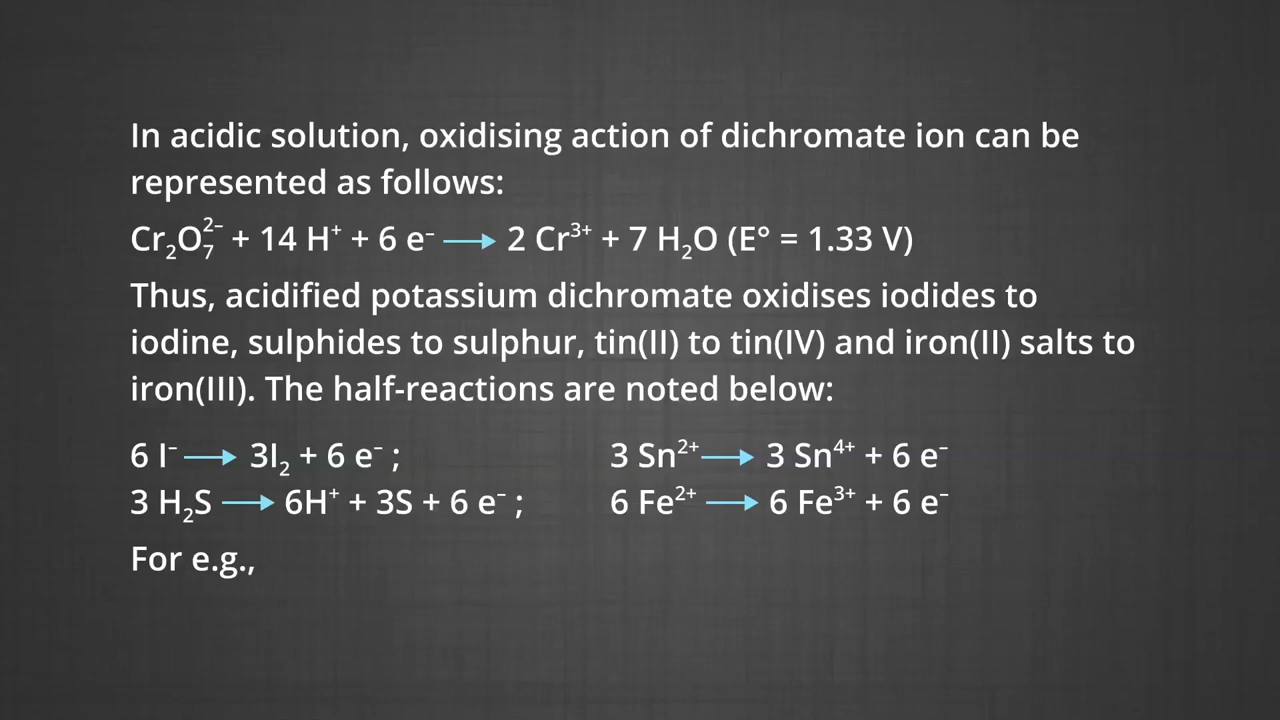 In acidic solution, oxidising action of dichromate ion can be
represented as follows:
Cr₂O₇²⁻ + 14 H⁺ + 6 e⁻ ⟶ 2 Cr³⁺ + 7 H₂O (E° = 1.33 V)
Thus, acidified potassium dichromate oxidises iodides to
iodine, sulphides to sulphur, tin(II) to tin(IV) and iron(II) salts to
iron(III). The half-reactions are noted below:
6 I⁻ ⟶ 3I₂ + 6 e⁻ ; 3 Sn²⁺ ⟶ 3 Sn⁴⁺ + 6 e⁻
3 H₂S ⟶ 6H⁺ + 3S + 6 e⁻ ; 6 Fe²⁺ ⟶ 6 Fe³⁺ + 6 e⁻
For e.g.,